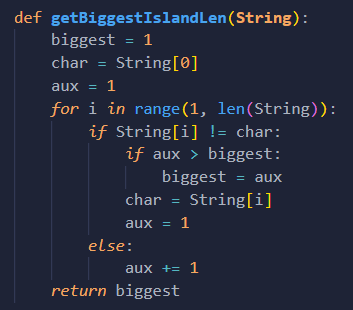 def getBiggestIslandLen(String):
    biggest = 1
    char = String[0]
    aux = 1
    for i in range(1, len(String)):
        if String[i] != char:
            if aux > biggest:
                biggest = aux
            char = String[i]
            aux = 1
        else:
            aux += 1
    return biggest